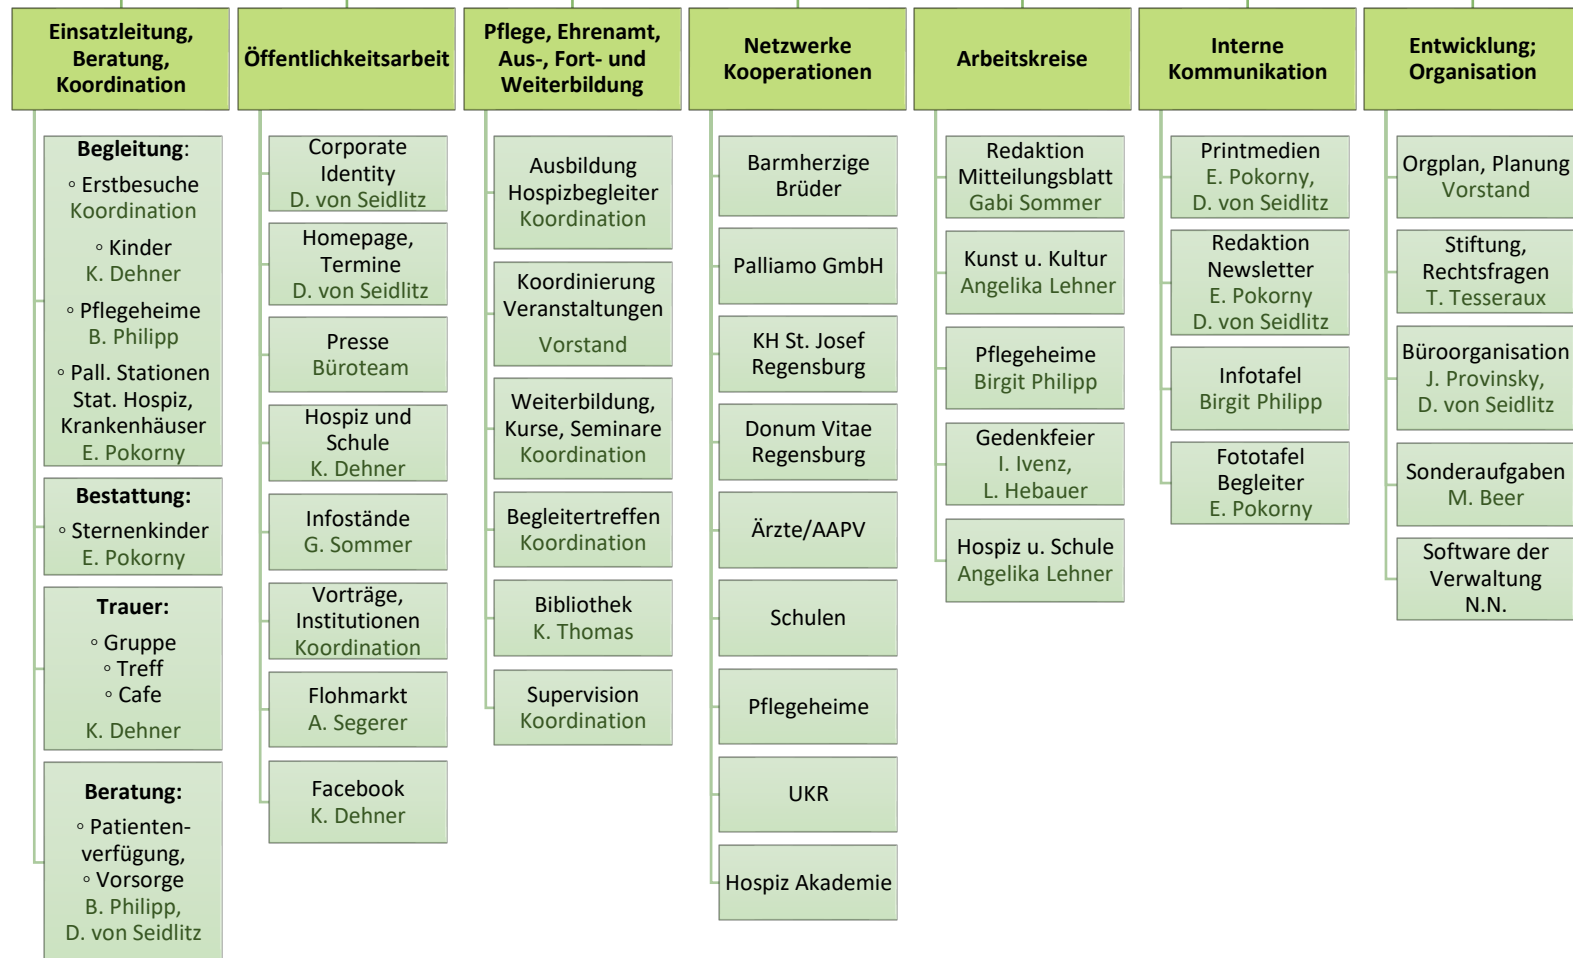 Einsatzleitung,
Beratung,
Koordination
Begleitung:
◦ Erstbesuche
Koordination
◦ Kinder
K. Dehner
◦ Pflegeheime
B. Philipp
◦ Pall. Stationen
Stat. Hospiz,
Krankenhäuser
E. Pokorny
Bestattung:
◦ Sternenkinder
E. Pokorny
Trauer:
◦ Gruppe
◦ Treff
◦ Cafe
K. Dehner
Beratung:
◦ Patienten-
verfügung,
◦ Vorsorge
B. Philipp,
D. von Seidlitz
Öffentlichkeitsarbeit
Corporate
Identity
D. von Seidlitz
Homepage,
Termine
D. von Seidlitz
Presse
Büroteam
Hospiz und
Schule
K. Dehner
Infostände
G. Sommer
Vorträge,
Institutionen
Koordination
Flohmarkt
A. Segerer
Facebook
K. Dehner
Pflege, Ehrenamt,
Aus-, Fort- und
Weiterbildung
Ausbildung
Hospizbegleiter
Koordination
Koordinierung
Veranstaltungen
Vorstand
Weiterbildung,
Kurse, Seminare
Koordination
Begleitertreffen
Koordination
Bibliothek
K. Thomas
Supervision
Koordination
Netzwerke
Kooperationen
Barmherzige
Brüder
Palliamo GmbH
KH St. Josef
Regensburg
Donum Vitae
Regensburg
Ärzte/AAPV
Schulen
Pflegeheime
UKR
Hospiz Akademie
Arbeitskreise
Redaktion
Mitteilungsblatt
Gabi Sommer
Kunst u. Kultur
Angelika Lehner
Pflegeheime
Birgit Philipp
Gedenkfeier
I. Ivenz,
L. Hebauer
Hospiz u. Schule
Angelika Lehner
Interne
Kommunikation
Printmedien
E. Pokorny,
D. von Seidlitz
Redaktion
Newsletter
E. Pokorny
D. von Seidlitz
Infotafel
Birgit Philipp
Fototafel
Begleiter
E. Pokorny
Entwicklung;
Organisation
Orgplan, Planung
Vorstand
Stiftung,
Rechtsfragen
T. Tesseraux
Büroorganisation
J. Provinsky,
D. von Seidlitz
Sonderaufgaben
M. Beer
Software der
Verwaltung
N.N.